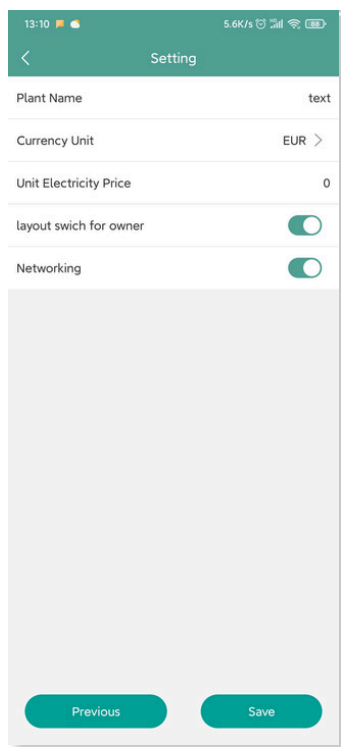 13:10 5.6K/s 68
Setting
Plant Name text
Currency Unit EUR
Unit Electricity Price 0
layout swich for owner
Networking
Previous Save